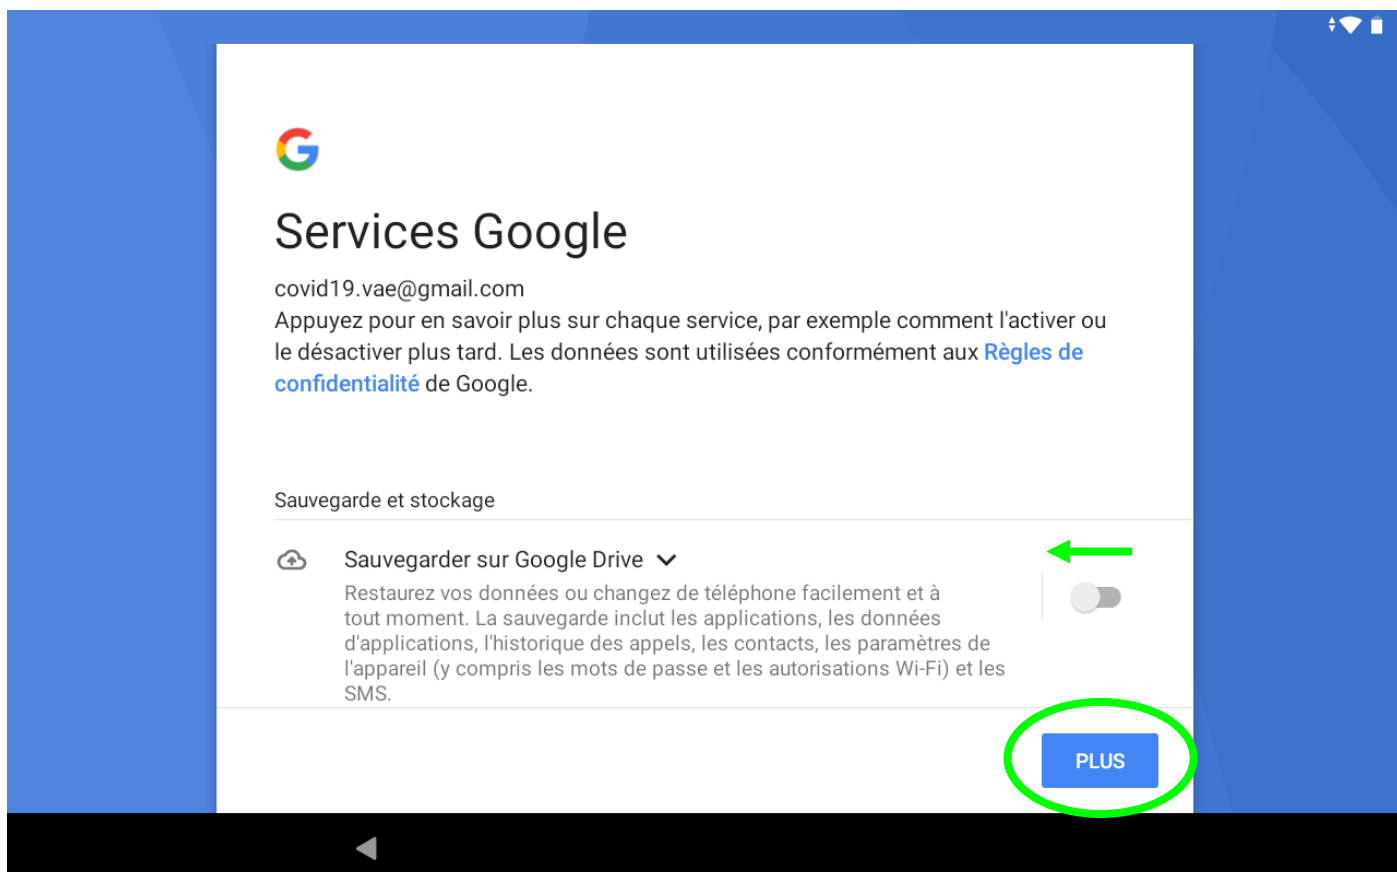 Services Google
covid19.vae@gmail.com
Appuyez pour en savoir plus sur chaque service, par exemple comment l'activer ou
le désactiver plus tard. Les données sont utilisées conformément aux Règles de
confidentialité de Google.
Sauvegarde et stockage
Sauvegarder sur Google Drive
Restaurez vos données ou changez de téléphone facilement et à
tout moment. La sauvegarde inclut les applications, les données
d'applications, l'historique des appels, les contacts, les paramètres de
l'appareil (y compris les mots de passe et les autorisations Wi-Fi) et les
SMS.
PLUS